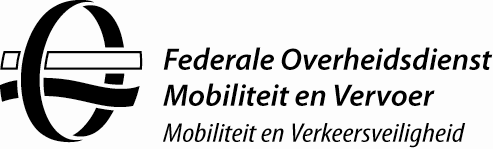 Federale Overheidsdienst
Mobiliteit en Vervoer
Mobiliteit en Verkeersveiligheid